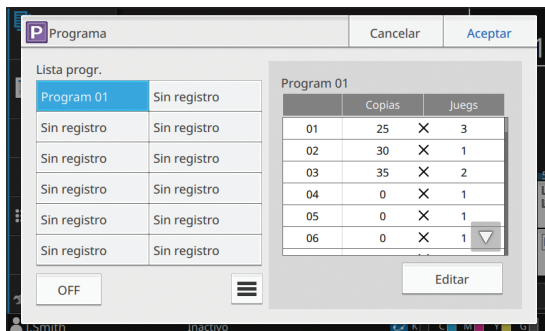 P Programa
Cancelar
Aceptar
Lista progr.
Program 01
Sin registro
Sin registro
Sin registro
Sin registro
Sin registro
Sin registro
Sin registro
Sin registro
Sin registro
Sin registro
Sin registro
OFF
Program 01
Copias Juegs
01 25 × 3
02 30 × 1
03 35 × 2
04 0 × 1
05 0 × 1
06 0 × 1
Editar
J.Smith Inactivo K C M Y G